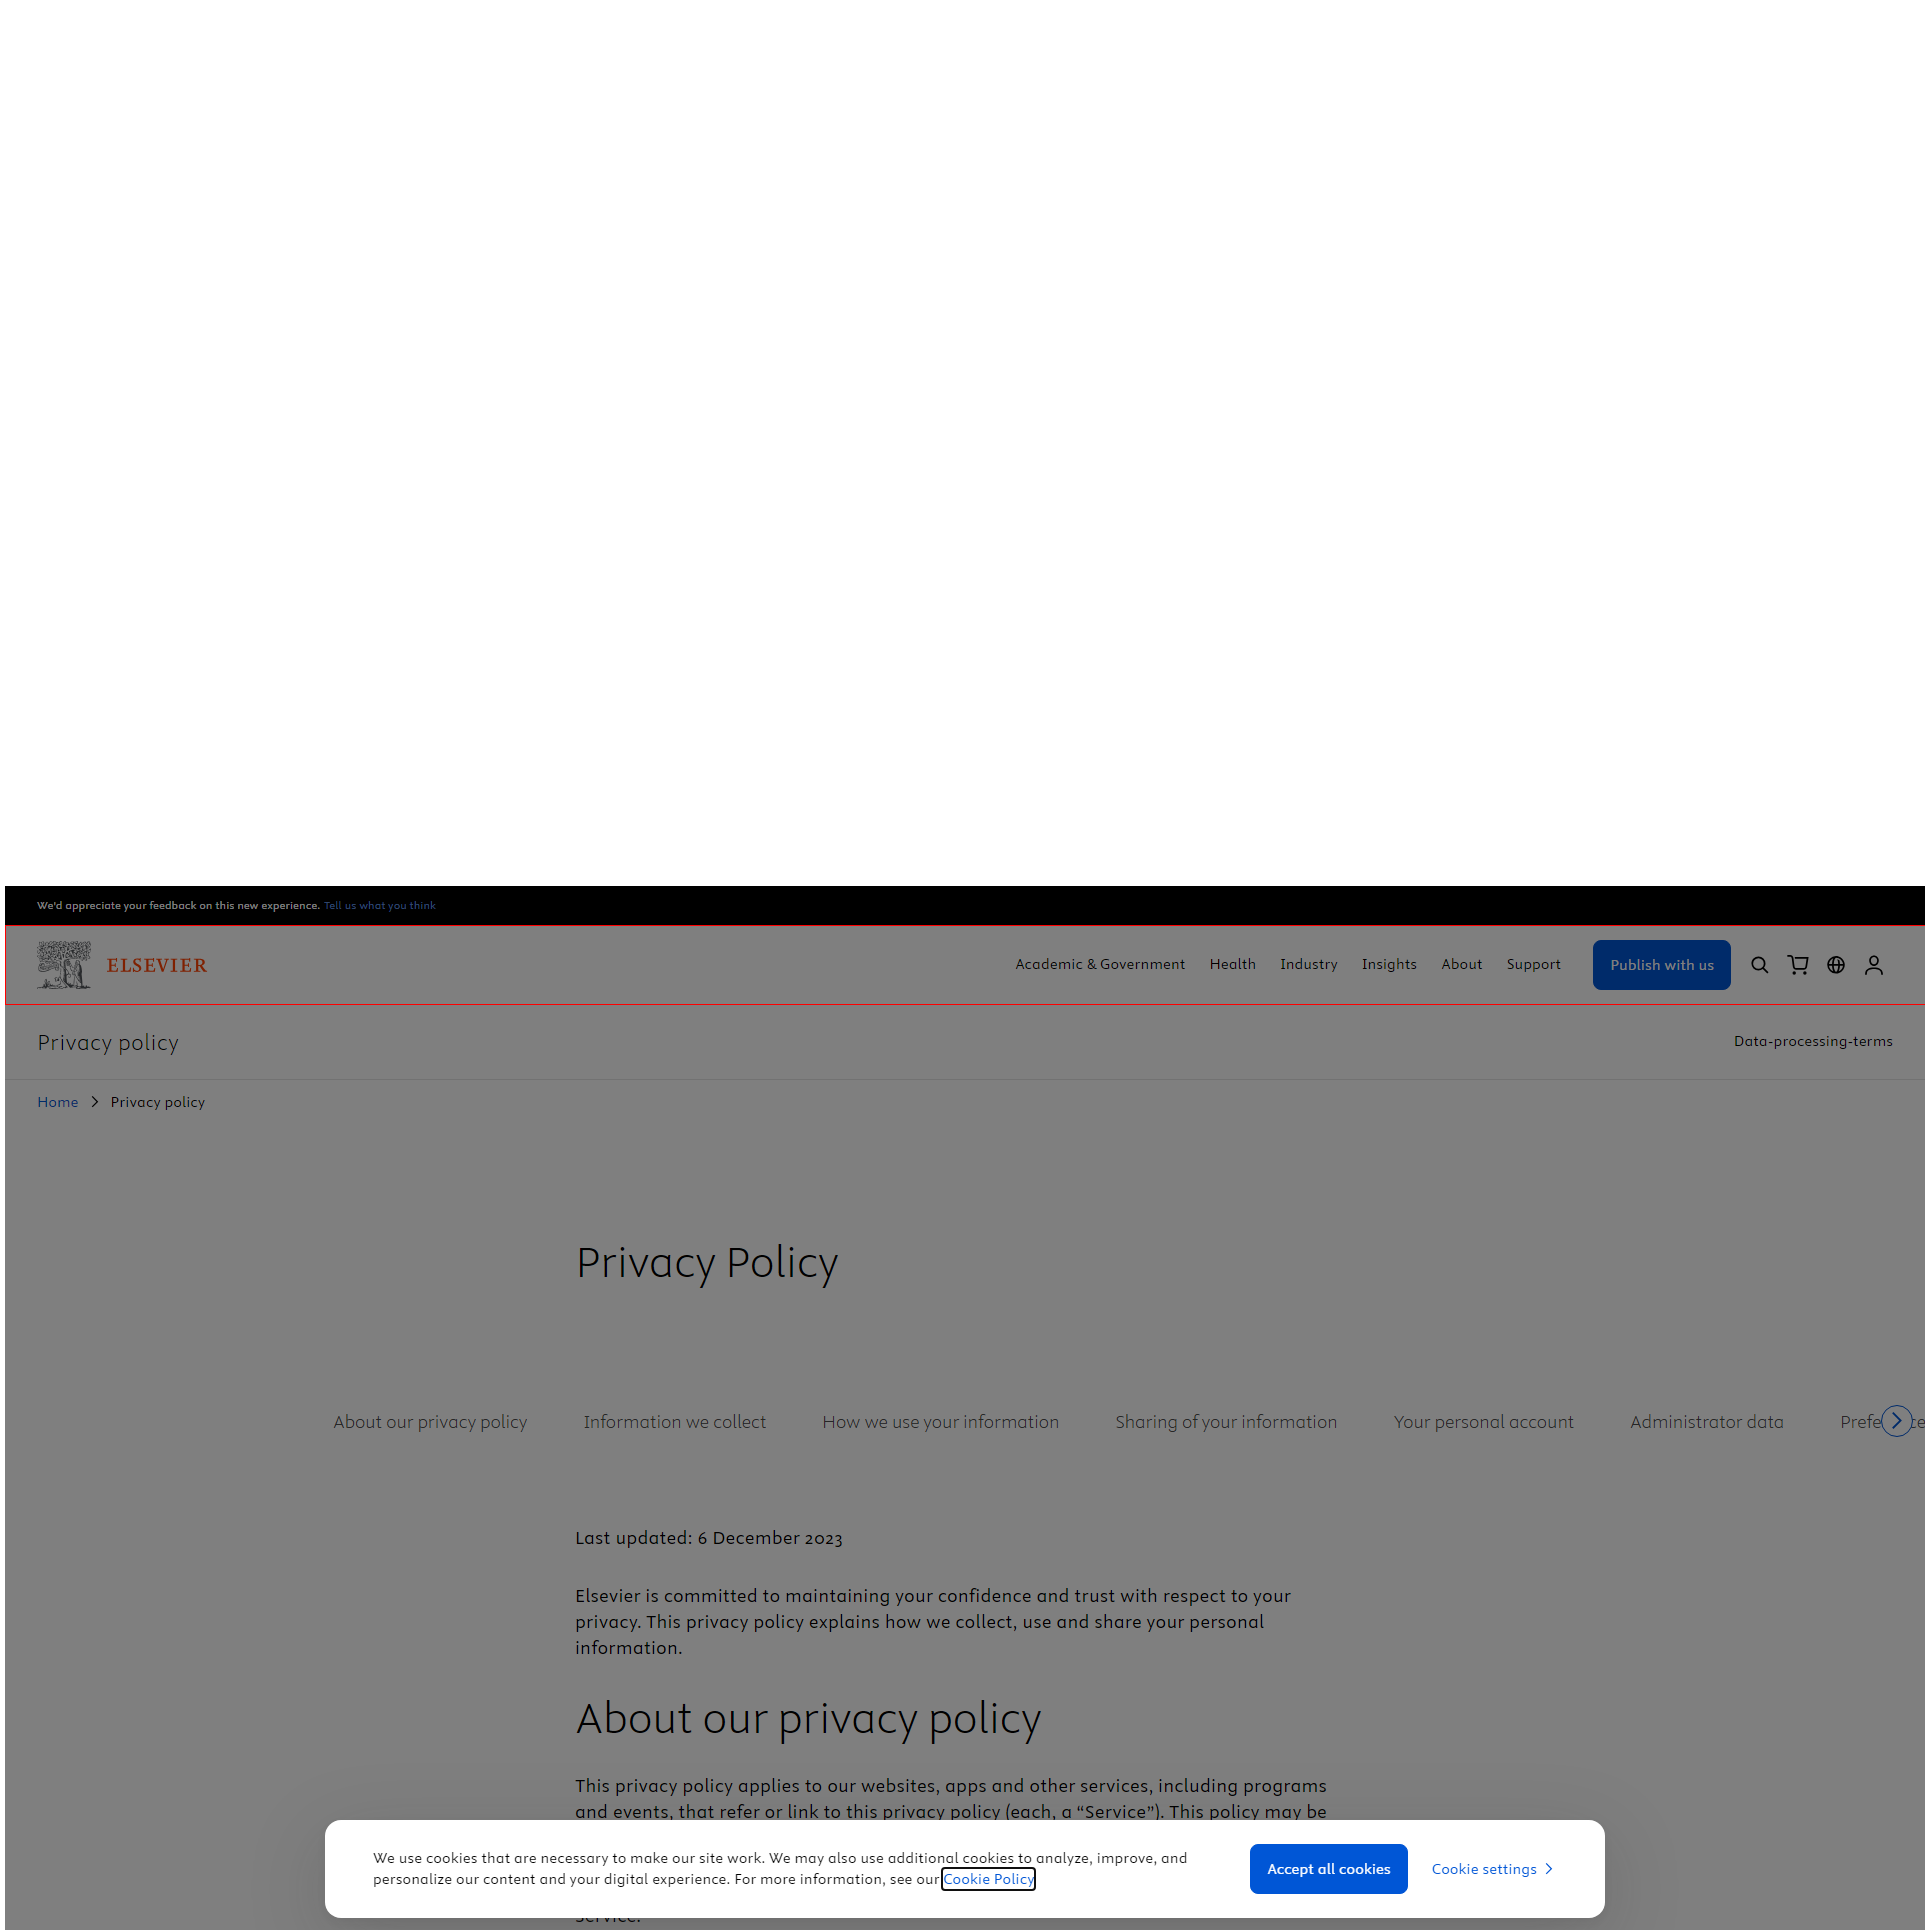 We'd appreciate your feedback on this new experience. Tell us what you think
ELSEVIER
Academic & Government Health Industry Insights About Support Publish with us
Privacy policy
Data-processing-terms
Home > Privacy policy
Privacy Policy
About our privacy policy Information we collect How we use your information Sharing of your information Your personal account Administrator data
Last updated: 6 December 2023
Elsevier is committed to maintaining your confidence and trust with respect to your
privacy. This privacy policy explains how we collect, use and share your personal
information.
About our privacy policy
This privacy policy applies to our websites, apps and other services, including programs
and events, that refer or link to this privacy policy (each, a “Service”). This policy may be
We use cookies that are necessary to make our site work. We may also use additional cookies to analyze, improve, and
personalize our content and your digital experience. For more information, see our Cookie Policy
Accept all cookies
Cookie settings
Service.